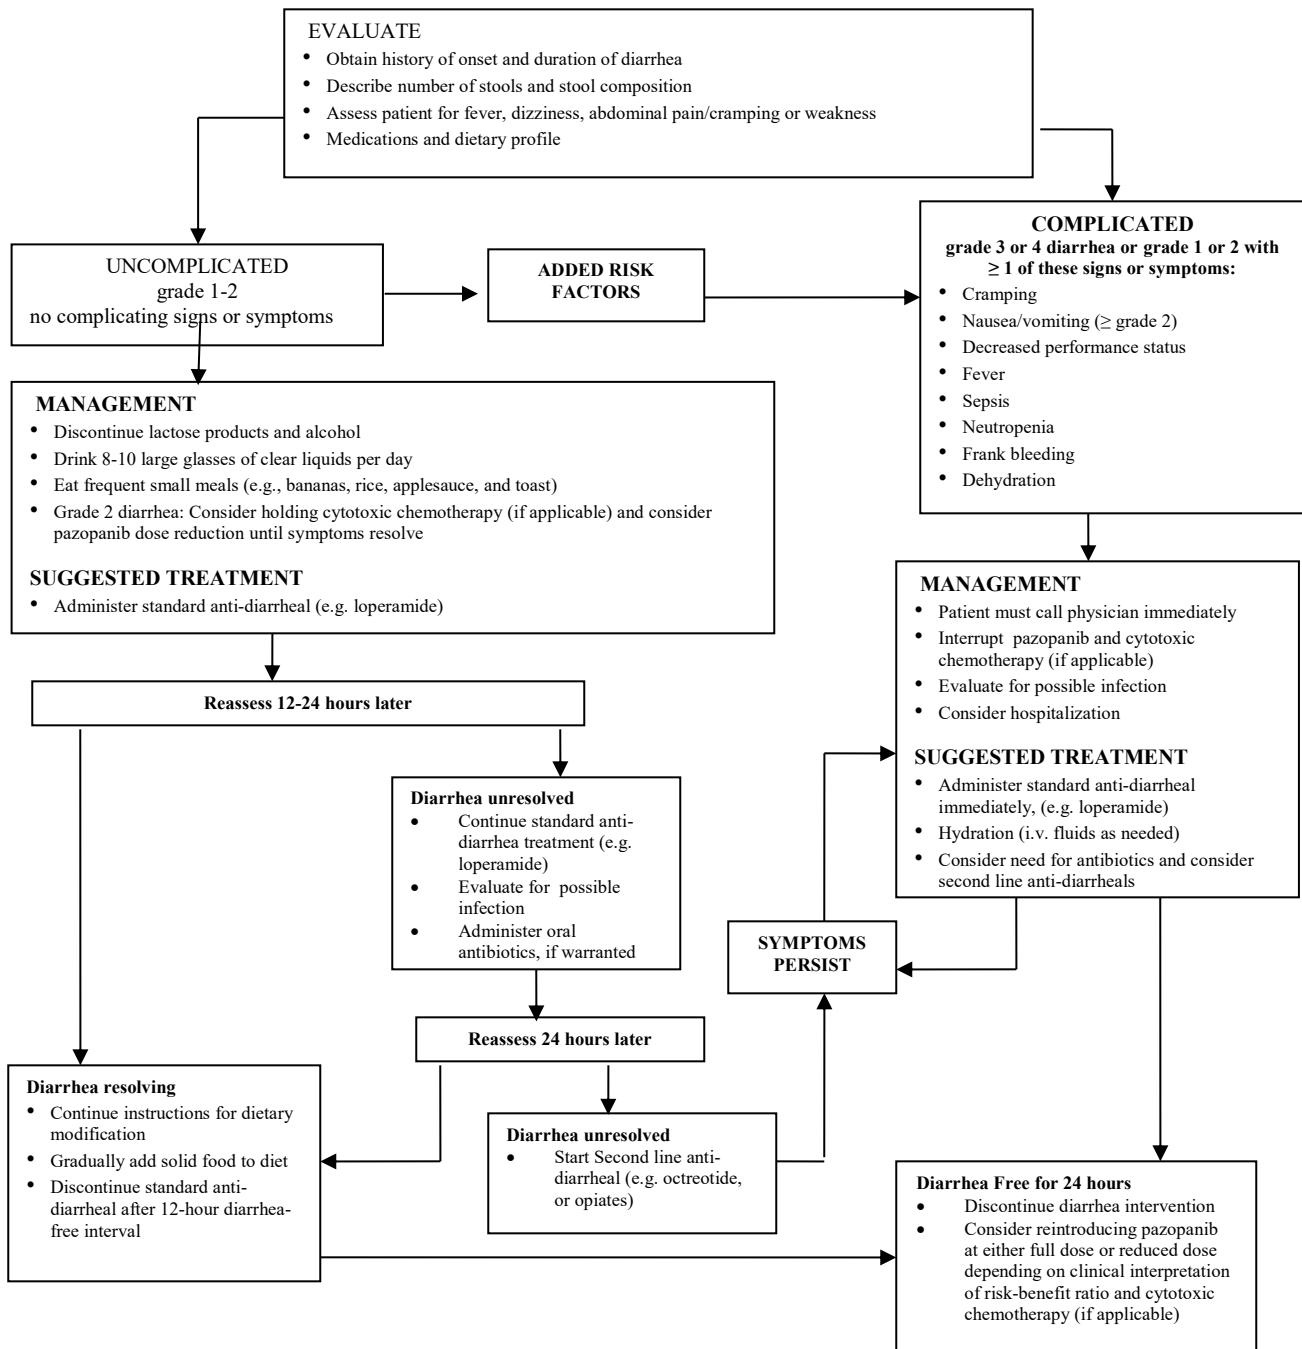 EVALUATE
• Obtain history of onset and duration of diarrhea
• Describe number of stools and stool composition
• Assess patient for fever, dizziness, abdominal pain/cramping or weakness
• Medications and dietary profile
UNCOMPLICATED
grade 1-2
no complicating signs or symptoms
ADDED RISK
FACTORS
COMPLICATED
grade 3 or 4 diarrhea or grade 1 or 2 with
≥ 1 of these signs or symptoms:
• Cramping
• Nausea/vomiting (≥ grade 2)
• Decreased performance status
• Fever
• Sepsis
• Neutropenia
• Frank bleeding
• Dehydration
MANAGEMENT
• Discontinue lactose products and alcohol
• Drink 8-10 large glasses of clear liquids per day
• Eat frequent small meals (e.g., bananas, rice, applesauce, and toast)
• Grade 2 diarrhea: Consider holding cytotoxic chemotherapy (if applicable) and consider
pazopanib dose reduction until symptoms resolve
SUGGESTED TREATMENT
• Administer standard anti-diarrheal (e.g. loperamide)
MANAGEMENT
• Patient must call physician immediately
• Interrupt pazopanib and cytotoxic
chemotherapy (if applicable)
• Evaluate for possible infection
• Consider hospitalization
SUGGESTED TREATMENT
• Administer standard anti-diarrheal
immediately, (e.g. loperamide)
• Hydration (i.v. fluids as needed)
• Consider need for antibiotics and consider
second line anti-diarrheals
Reassess 12-24 hours later
Diarrhea unresolved
• Continue standard anti-
diarrhea treatment (e.g.
loperamide)
• Evaluate for possible
infection
• Administer oral
antibiotics, if warranted
SYMPTOMS
PERSIST
Reassess 24 hours later
Diarrhea resolving
• Continue instructions for dietary
modification
• Gradually add solid food to diet
• Discontinue standard anti-
diarrheal after 12-hour diarrhea-
free interval
Diarrhea unresolved
• Start Second line anti-
diarrheal (e.g. octreotide,
or opiates)
Diarrhea Free for 24 hours
• Discontinue diarrhea intervention
• Consider reintroducing pazopanib
at either full dose or reduced dose
depending on clinical interpretation
of risk-benefit ratio and cytotoxic
chemotherapy (if applicable)